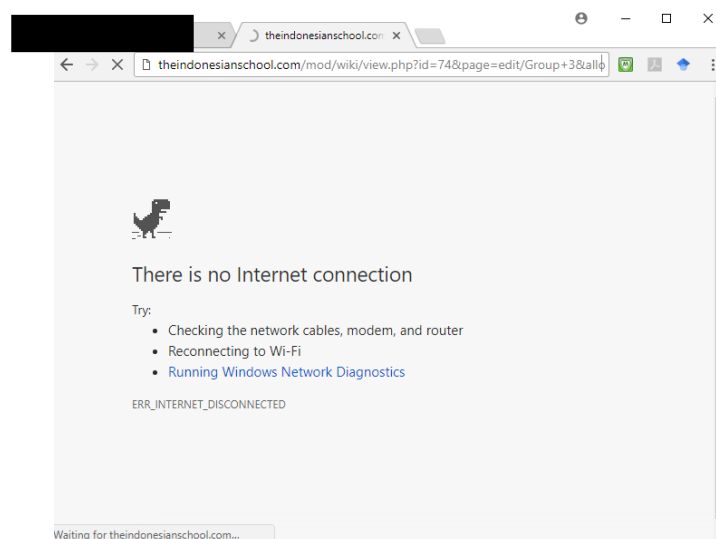 theindonesianschool.com
theindonesianschool.com/mod/wiki/view.php?id=74&page=edit/Group+3&allo
There is no Internet connection
Try:
• Checking the network cables, modem, and router
• Reconnecting to Wi-Fi
• Running Windows Network Diagnostics
ERR_INTERNET_DISCONNECTED
Waiting for theindonesianschool.com...